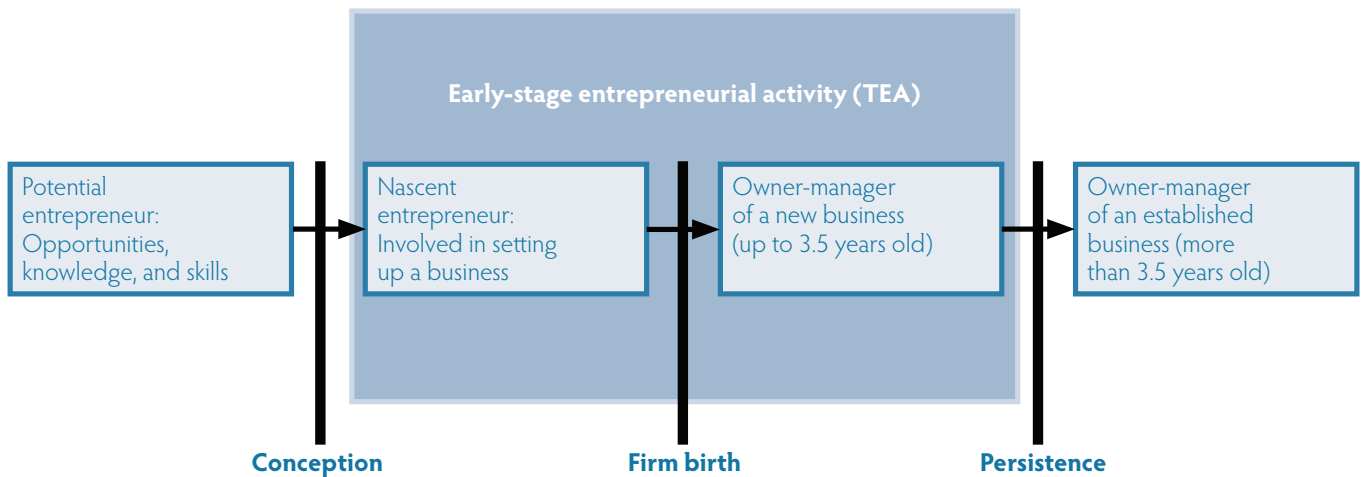 Early-stage entrepreneurial activity (TEA)
Potential
entrepreneur:
Opportunities,
knowledge, and skills
Nascent
entrepreneur:
Involved in setting
up a business
Owner-manager
of a new business
(up to 3.5 years old)
Owner-manager
of an established
business (more
than 3.5 years old)
Conception
Firm birth
Persistence